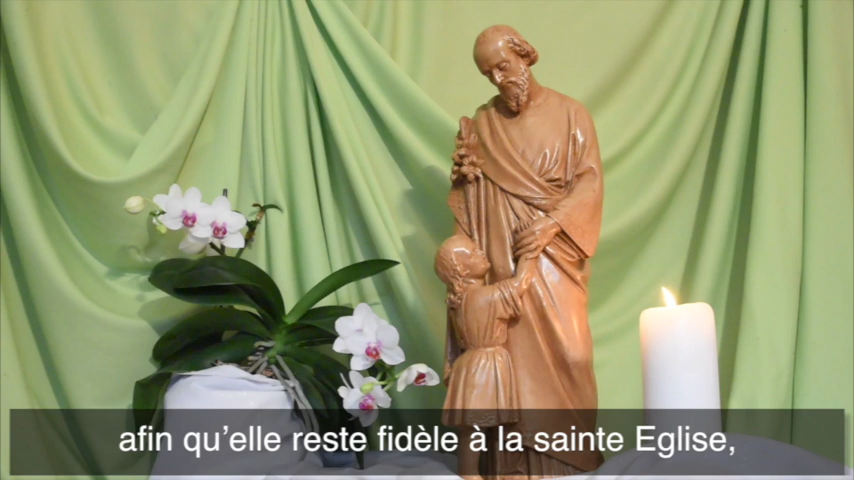 afin qu’elle reste fidèle à la sainte Eglise,